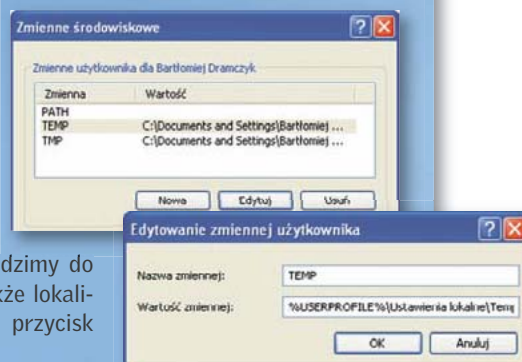 Zmienne środowiskowe
Zmienne użytkownika dla Bartłomiej Dramczyk
Zmienna Wartość
PATH
TEMP C:\Documents and Settings\Bartłomiej ...
TMP C:\Documents and Settings\Bartłomiej ...
Nowa Edytuj Usuń
Edytowanie zmiennej użytkownika
Nazwa zmiennej: TEMP
Wartość zmiennej: %USERPROFILE%\Ustawienia lokalne\Temp
OK Anuluj
dzimy do
kże lokali-
przycisk